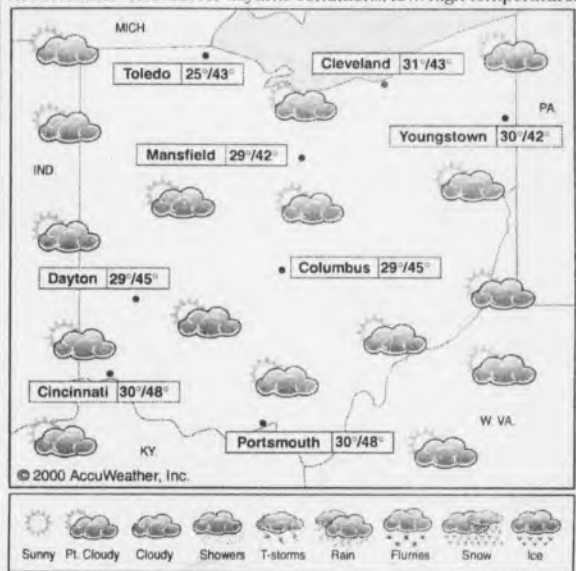 MICH.
Toledo 25°/43°
Cleveland 31°/43°
PA.
Youngstown 30°/42°
Mansfield 29°/42°
IND.
Columbus 29°/45°
Dayton 29°/45°
Cincinnati 30°/48°
W. VA.
Portsmouth 30°/48°
KY.
© 2000 AccuWeather, Inc.
Sunny Pt. Cloudy Cloudy Showers T-storms Rain Flurries Snow Ice